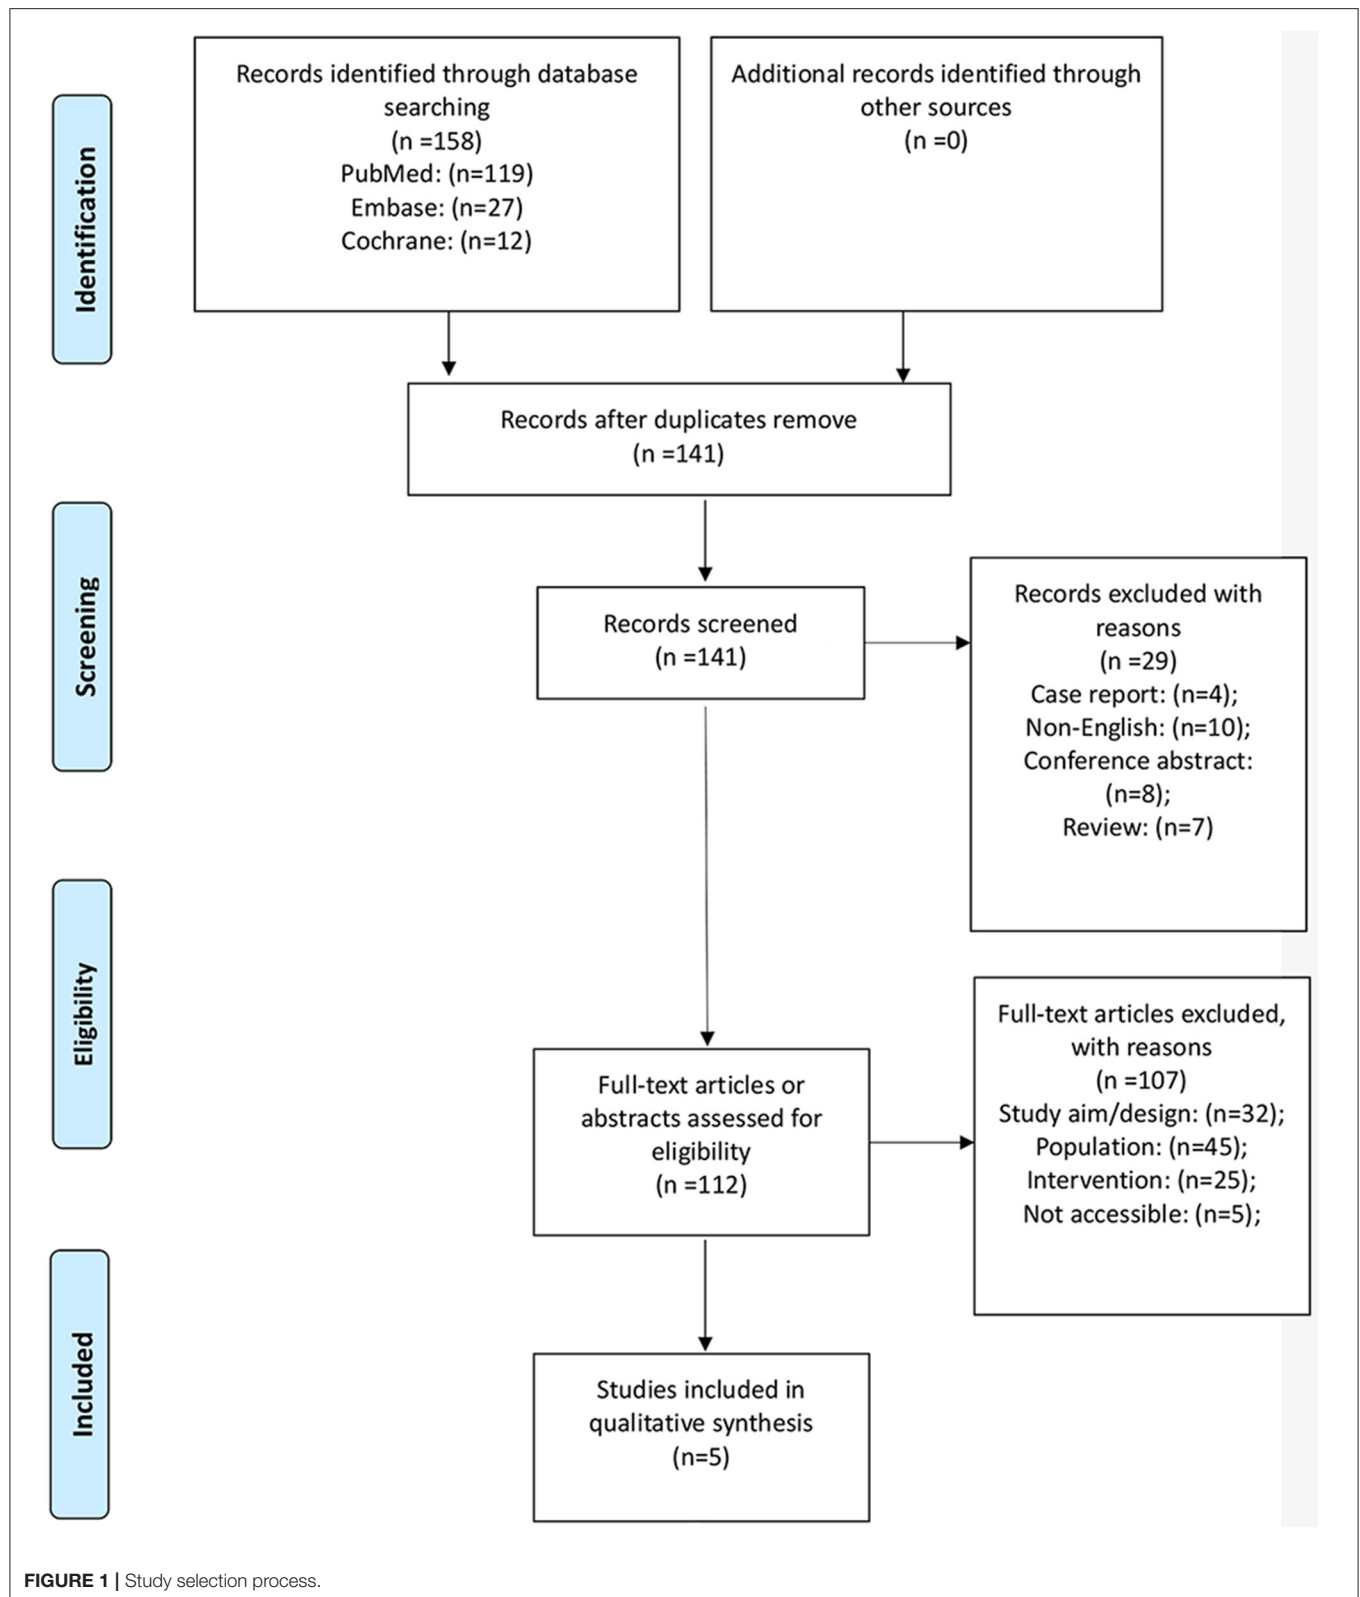 Identification
Records identified through database
searching
(n =158)
PubMed: (n=119)
Embase: (n=27)
Cochrane: (n=12)
Additional records identified through
other sources
(n =0)
Records after duplicates remove
(n =141)
Screening
Records screened
(n =141)
Records excluded with
reasons
(n =29)
Case report: (n=4);
Non-English: (n=10);
Conference abstract:
(n=8);
Review: (n=7)
Eligibility
Full-text articles or
abstracts assessed for
eligibility
(n =112)
Full-text articles excluded,
with reasons
(n =107)
Study aim/design: (n=32);
Population: (n=45);
Intervention: (n=25);
Not accessible: (n=5);
Included
Studies included in
qualitative synthesis
(n=5)
FIGURE 1 | Study selection process.